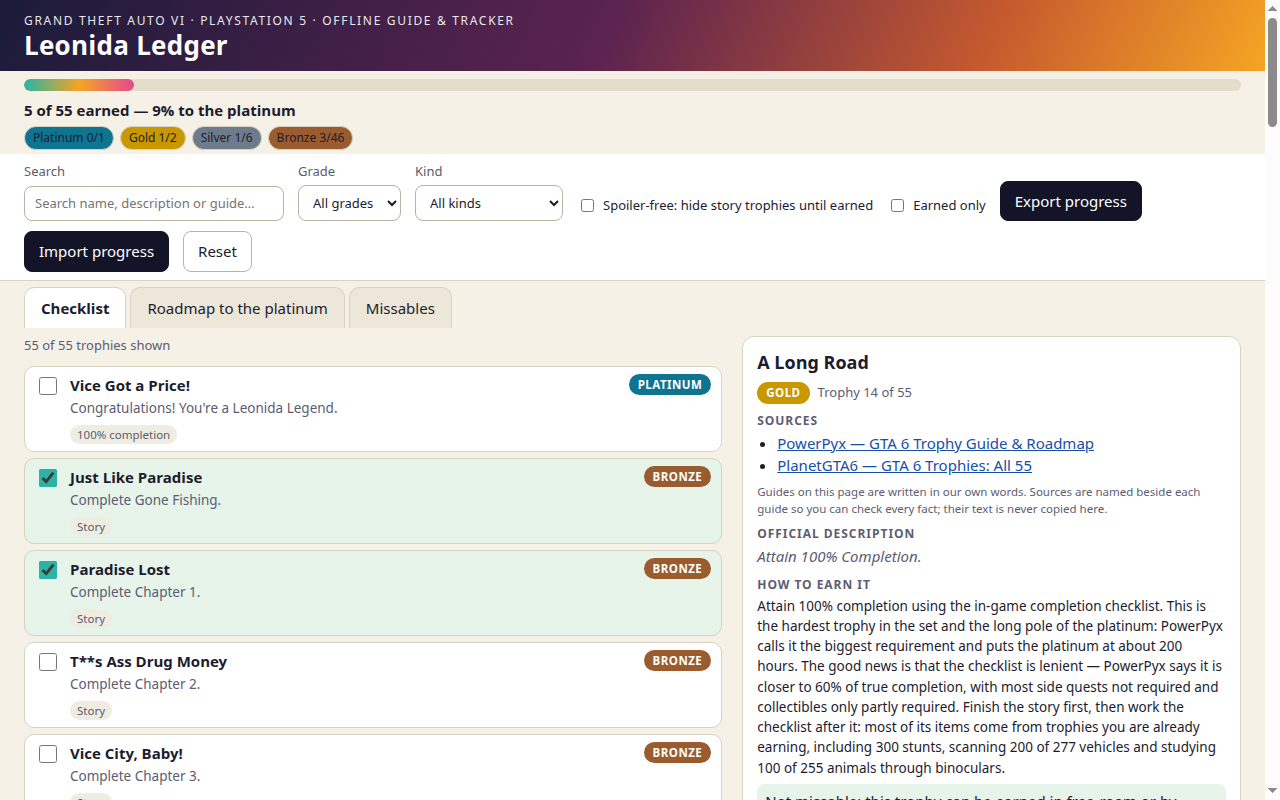 GRAND THEFT AUTO VI · PLAYSTATION 5 · OFFLINE GUIDE & TRACKER
Leonida Ledger
5 of 55 earned — 9% to the platinum
Platinum 0/1 Gold 1/2 Silver 1/6 Bronze 3/46
Search Grade Kind
Search name, description or guide... All grades All kinds Spoiler-free: hide story trophies until earned Earned only Export progress
Import progress Reset
Checklist Roadmap to the platinum Missables
55 of 55 trophies shown
Vice Got a Price! PLATINUM
Congratulations! You're a Leonida Legend.
100% completion
Just Like Paradise BRONZE
Complete Gone Fishing.
Story
Paradise Lost BRONZE
Complete Chapter 1.
Story
T**s Ass Drug Money BRONZE
Complete Chapter 2.
Story
Vice City, Baby! BRONZE
Complete Chapter 3.
A Long Road
GOLD Trophy 14 of 55
SOURCES
PowerPyx — GTA 6 Trophy Guide & Roadmap
PlanetGTA6 — GTA 6 Trophies: All 55
Guides on this page are written in our own words. Sources are named beside each
guide so you can check every fact; their text is never copied here.
OFFICIAL DESCRIPTION
Attain 100% Completion.
HOW TO EARN IT
Attain 100% completion using the in-game completion checklist. This is
the hardest trophy in the set and the long pole of the platinum: PowerPyx
calls it the biggest requirement and puts the platinum at about 200
hours. The good news is that the checklist is lenient — PowerPyx says it is
closer to 60% of true completion, with most side quests not required and
collectibles only partly required. Finish the story first, then work the
checklist after it: most of its items come from trophies you are already
earning, including 300 stunts, scanning 200 of 277 vehicles and studying
100 of 255 animals through binoculars.
Not missable: this trophy can be earned in free-roam or by